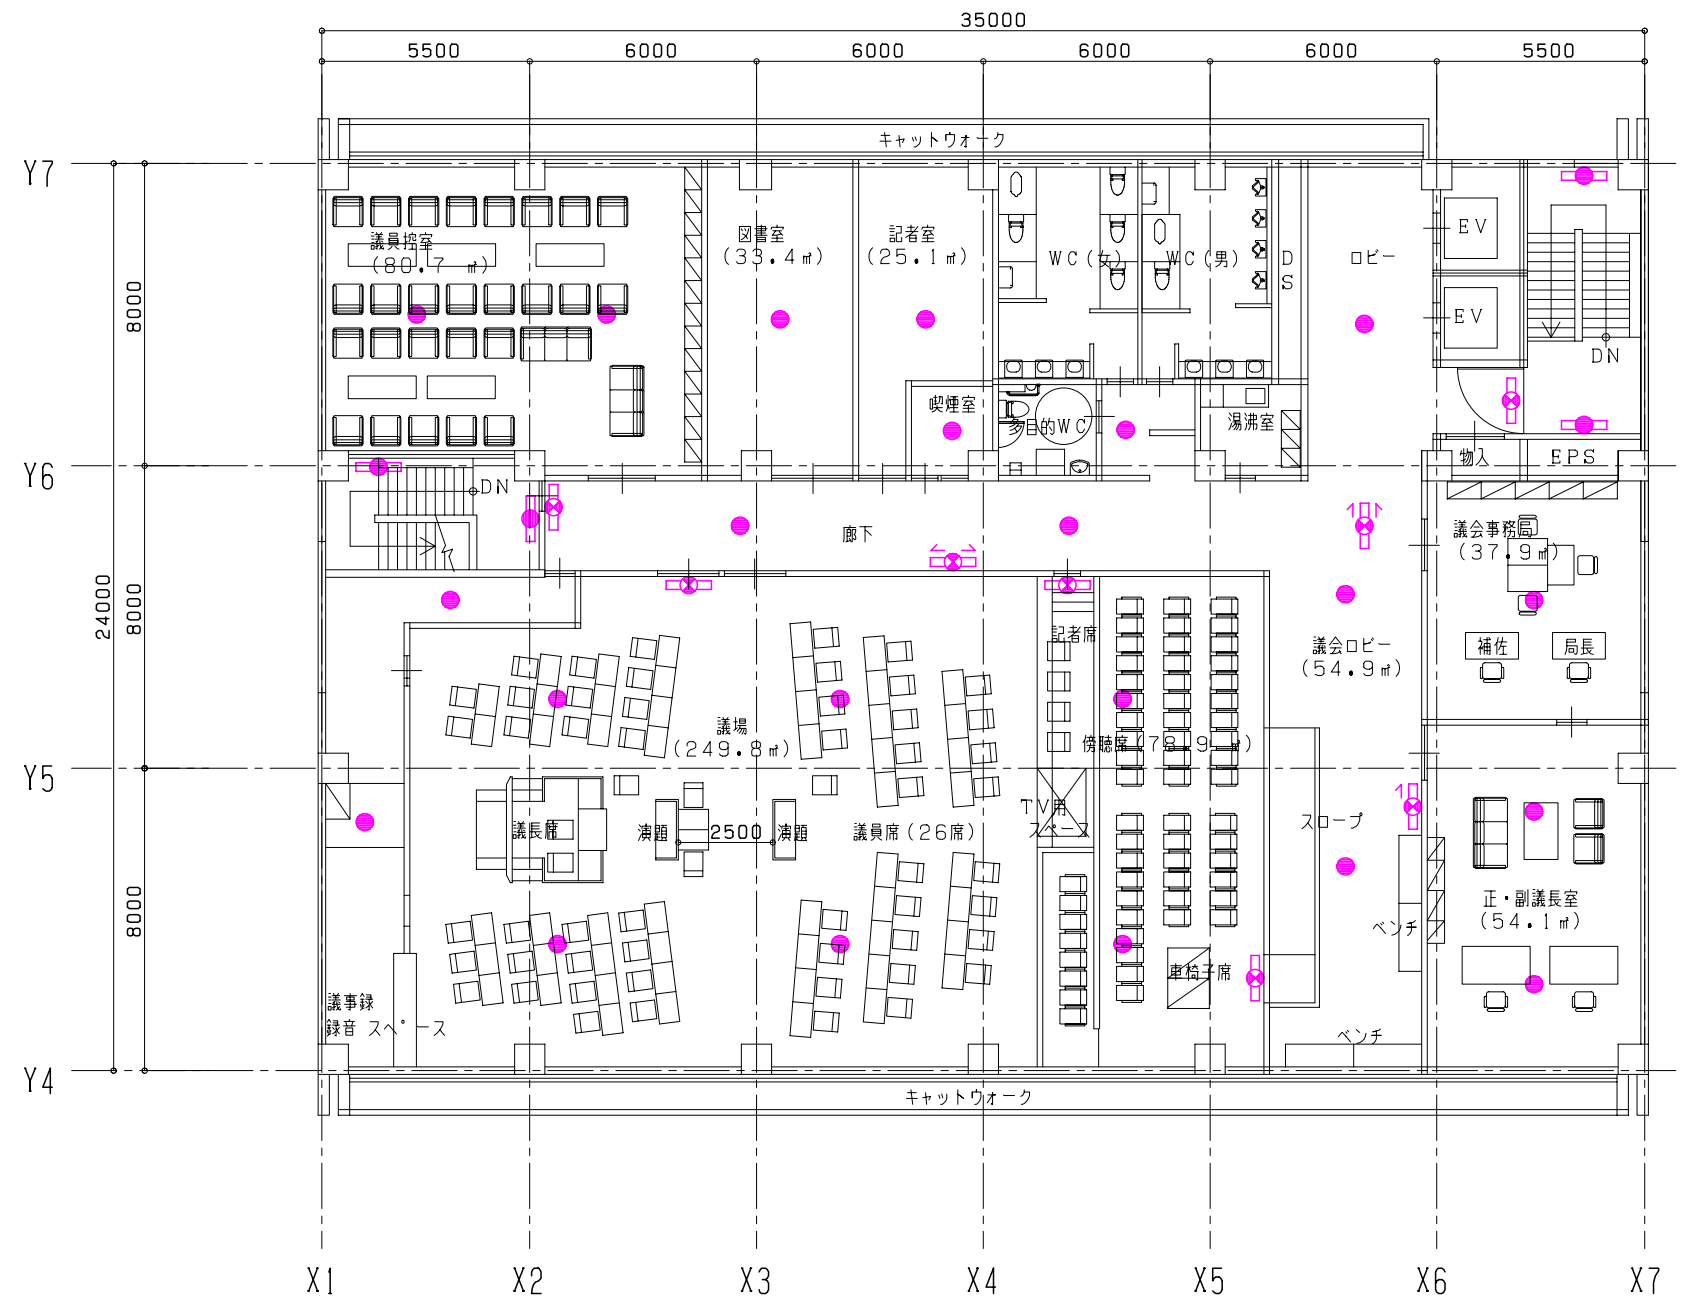 35000
5500
6000
6000
6000
6000
5500
キャットウォーク
Y7
議員控室
(80.7 ㎡)
図書室
(33.4㎡)
記者室
(25.1㎡)
WC(女)
WC(男)
DS
ロビー
EV
EV
DN
8000
喫煙室
多目的WC
湯沸室
Y6
物入
EPS
DN
廊下
議会事務局
(37.9㎡)
24000
8000
記者席
議会ロビー
(54.9㎡)
補佐
局長
議場
(249.8㎡)
傍聴席(78.9 ㎡)
Y5
TV用
スペース
議長席
演題
2500
演題
議員席(26席)
スロープ
8000
正・副議長室
(54.1㎡)
ベンチ
車椅子席
議事録
録音 スペース
ベンチ
Y4
キャットウォーク
X1
X2
X3
X4
X5
X6
X7